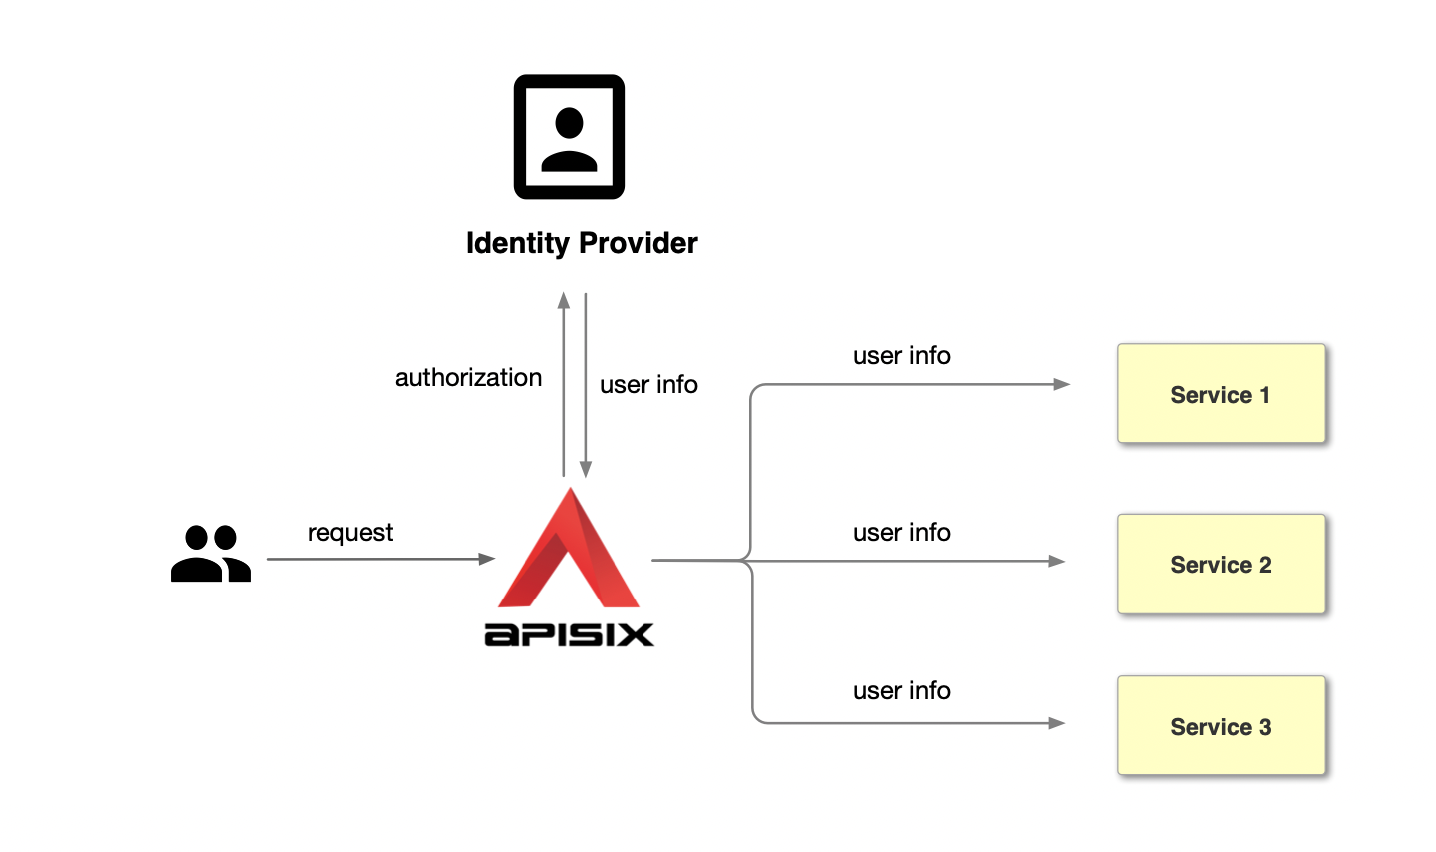 Identity Provider
authorization
user info
user info
Service 1
request
user info
Service 2
APISIX
user info
Service 3